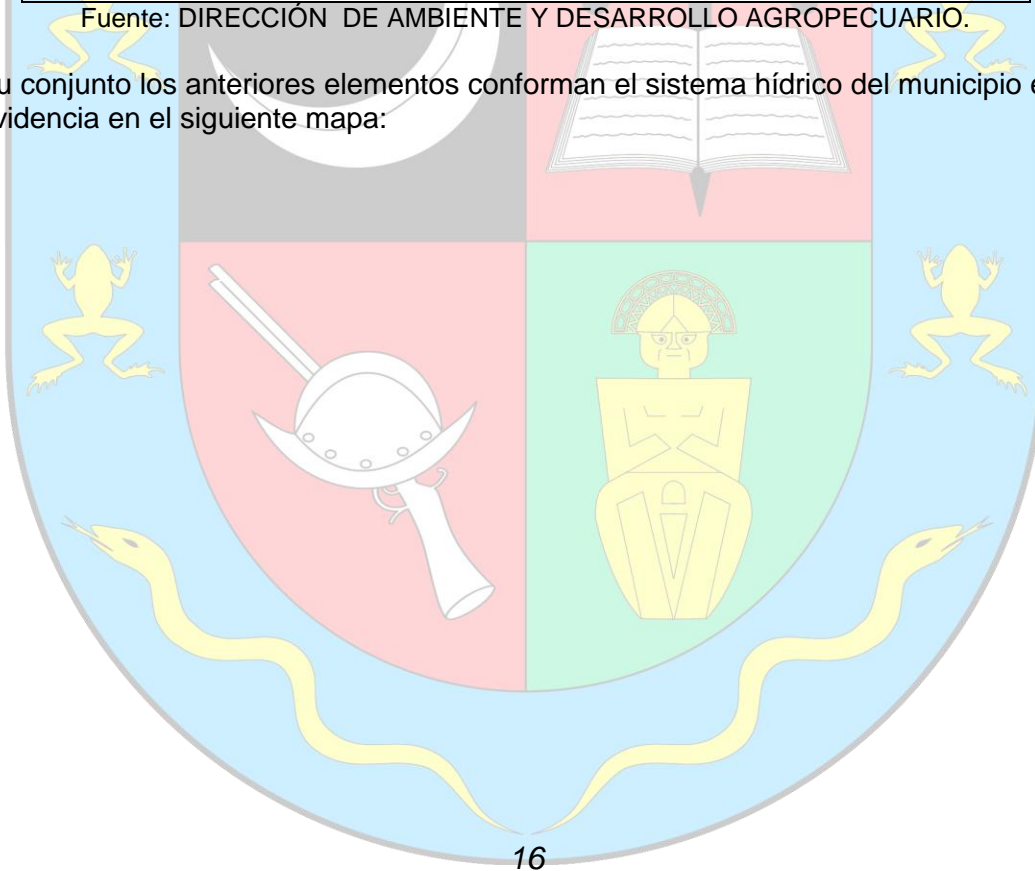 Fuente: DIRECCIÓN DE AMBIENTE Y DESARROLLO AGROPECUARIO.
u conjunto los anteriores elementos conforman el sistema hídrico del municipio e
videncia en el siguiente mapa:
16